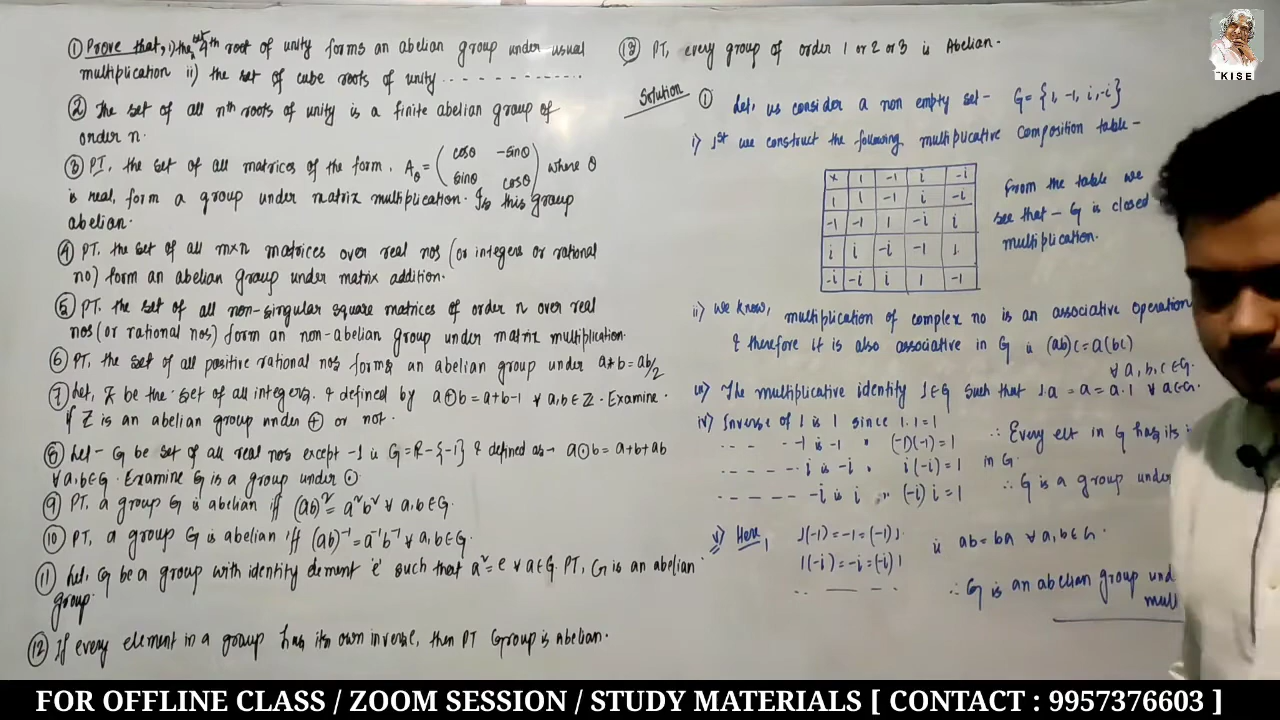 ① Prove that, i) the set 4th root of unity forms an abelian group under usual
multiplication ii) the set of cube roots of unity - - - - - - - - - -
② The set of all nth roots of unity is a finite abelian group of
order n.
③ PT, the set of all matrices of the form. Aθ = (cosθ -sinθ
sinθ cosθ) where θ
is real, form a group under matrix multiplication. Is this group
abelian.
④ PT. the set of all m×n matrices over real nos (or integers or rational
no) form an abelian group under matrix addition.
⑤ PT. the set of all non-singular square matrices of order n over real
nos (or rational nos) form an non-abelian group under matrix multiplication.
⑥ PT, the set of all positive rational nos forms an abelian group under a*b = ab/2
⑦ Let, Z be the set of all integers & defined by a⊕b = a+b-1 ∀ a,b∈Z. Examine
if Z is an abelian group under ⊕ or not.
⑧ Let G be set of all real nos except -1 ie G=R-{-1} & defined as → a⊙b = a+b+ab
∀ a,b∈G. Examine G is a group under ⊙
⑨ PT, a group G is abelian iff (ab)² = a²b² ∀ a,b∈G.
⑩ PT, a group G is abelian iff (ab)⁻¹ = a⁻¹b⁻¹ ∀ a,b∈G.
⑪ Let, G be a group with identity element 'e' such that a²=e ∀ a∈G. PT, G is an abelian
group.
⑫ If every element in a group has its own inverse, then PT Group is Abelian.
⑬ PT, every group of order 1 or 2 or 3 is Abelian.
Solution ① Let, us consider a non empty set- G = {1, -1, i, -i}
i) 1st we construct the following multiplicative composition table -
× 1 -1 i -i
1 1 -1 i -i
-1 -1 1 -i i
i i -i -1 1
-i -i i 1 -1
From the table we
see that - G is closed
multiplication.
ii) We know, multiplication of complex no is an associative operation
& therefore it is also associative in G ie (ab)c = a(bc)
∀ a,b,c∈G.
iii) The multiplicative identity 1∈G such that 1.a = a = a.1 ∀ a∈G.
iv) Inverse of 1 is 1 since 1.1=1
-- -- -1 is -1 " (-1)(-1) = 1
- - - - - i is -i " i(-i) = 1
- - - - - -i is i " (-i) i = 1
∴ Every elt in G has its
in G
∴ G is a group under
v) Here, 1(-1) = -1 = (-1)1
1(-i) = -i = (-i)1
-- -- --
ie ab = ba ∀ a,b∈G.
∴ G is an abelian group
KISE
FOR OFFLINE CLASS / ZOOM SESSION / STUDY MATERIALS [ CONTACT : 9957376603 ]